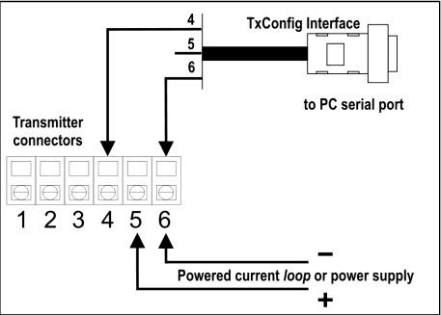 4
TxConfig Interface
5
6
to PC serial port
Transmitter
connectors
1 2 3 4 5 6
−
Powered current loop or power supply
+